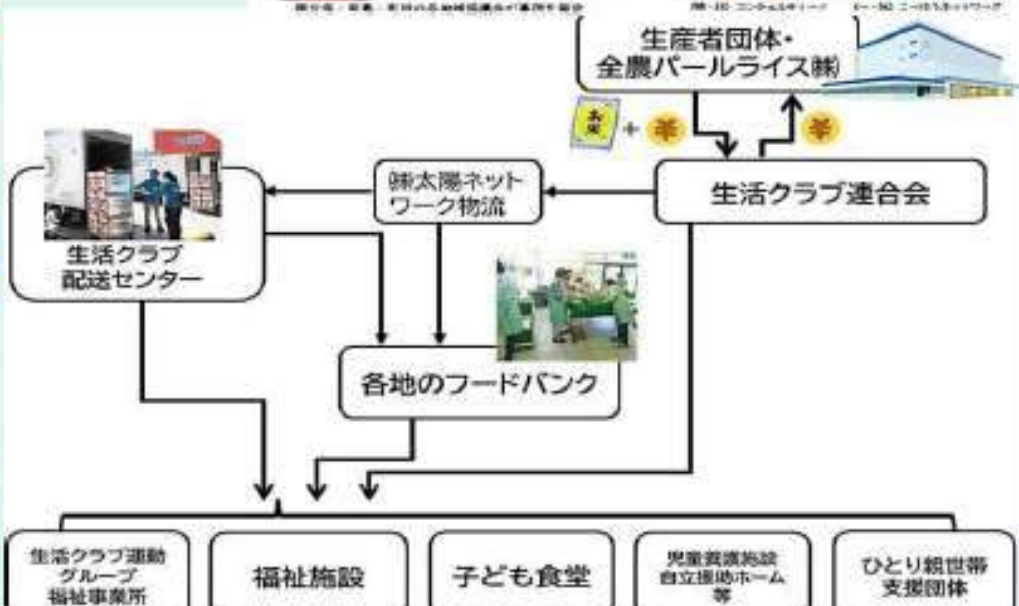 生産者団体・
全農パールライス㈱
お米
+
¥
¥
㈱太陽ネット
ワーク物流
生活クラブ連合会
生活クラブ
配送センター
各地のフードバンク
生活クラブ運動
グループ
福祉事業所
福祉施設
子ども食堂
児童養護施設
自立援助ホーム
等
ひとり親世帯
支援団体